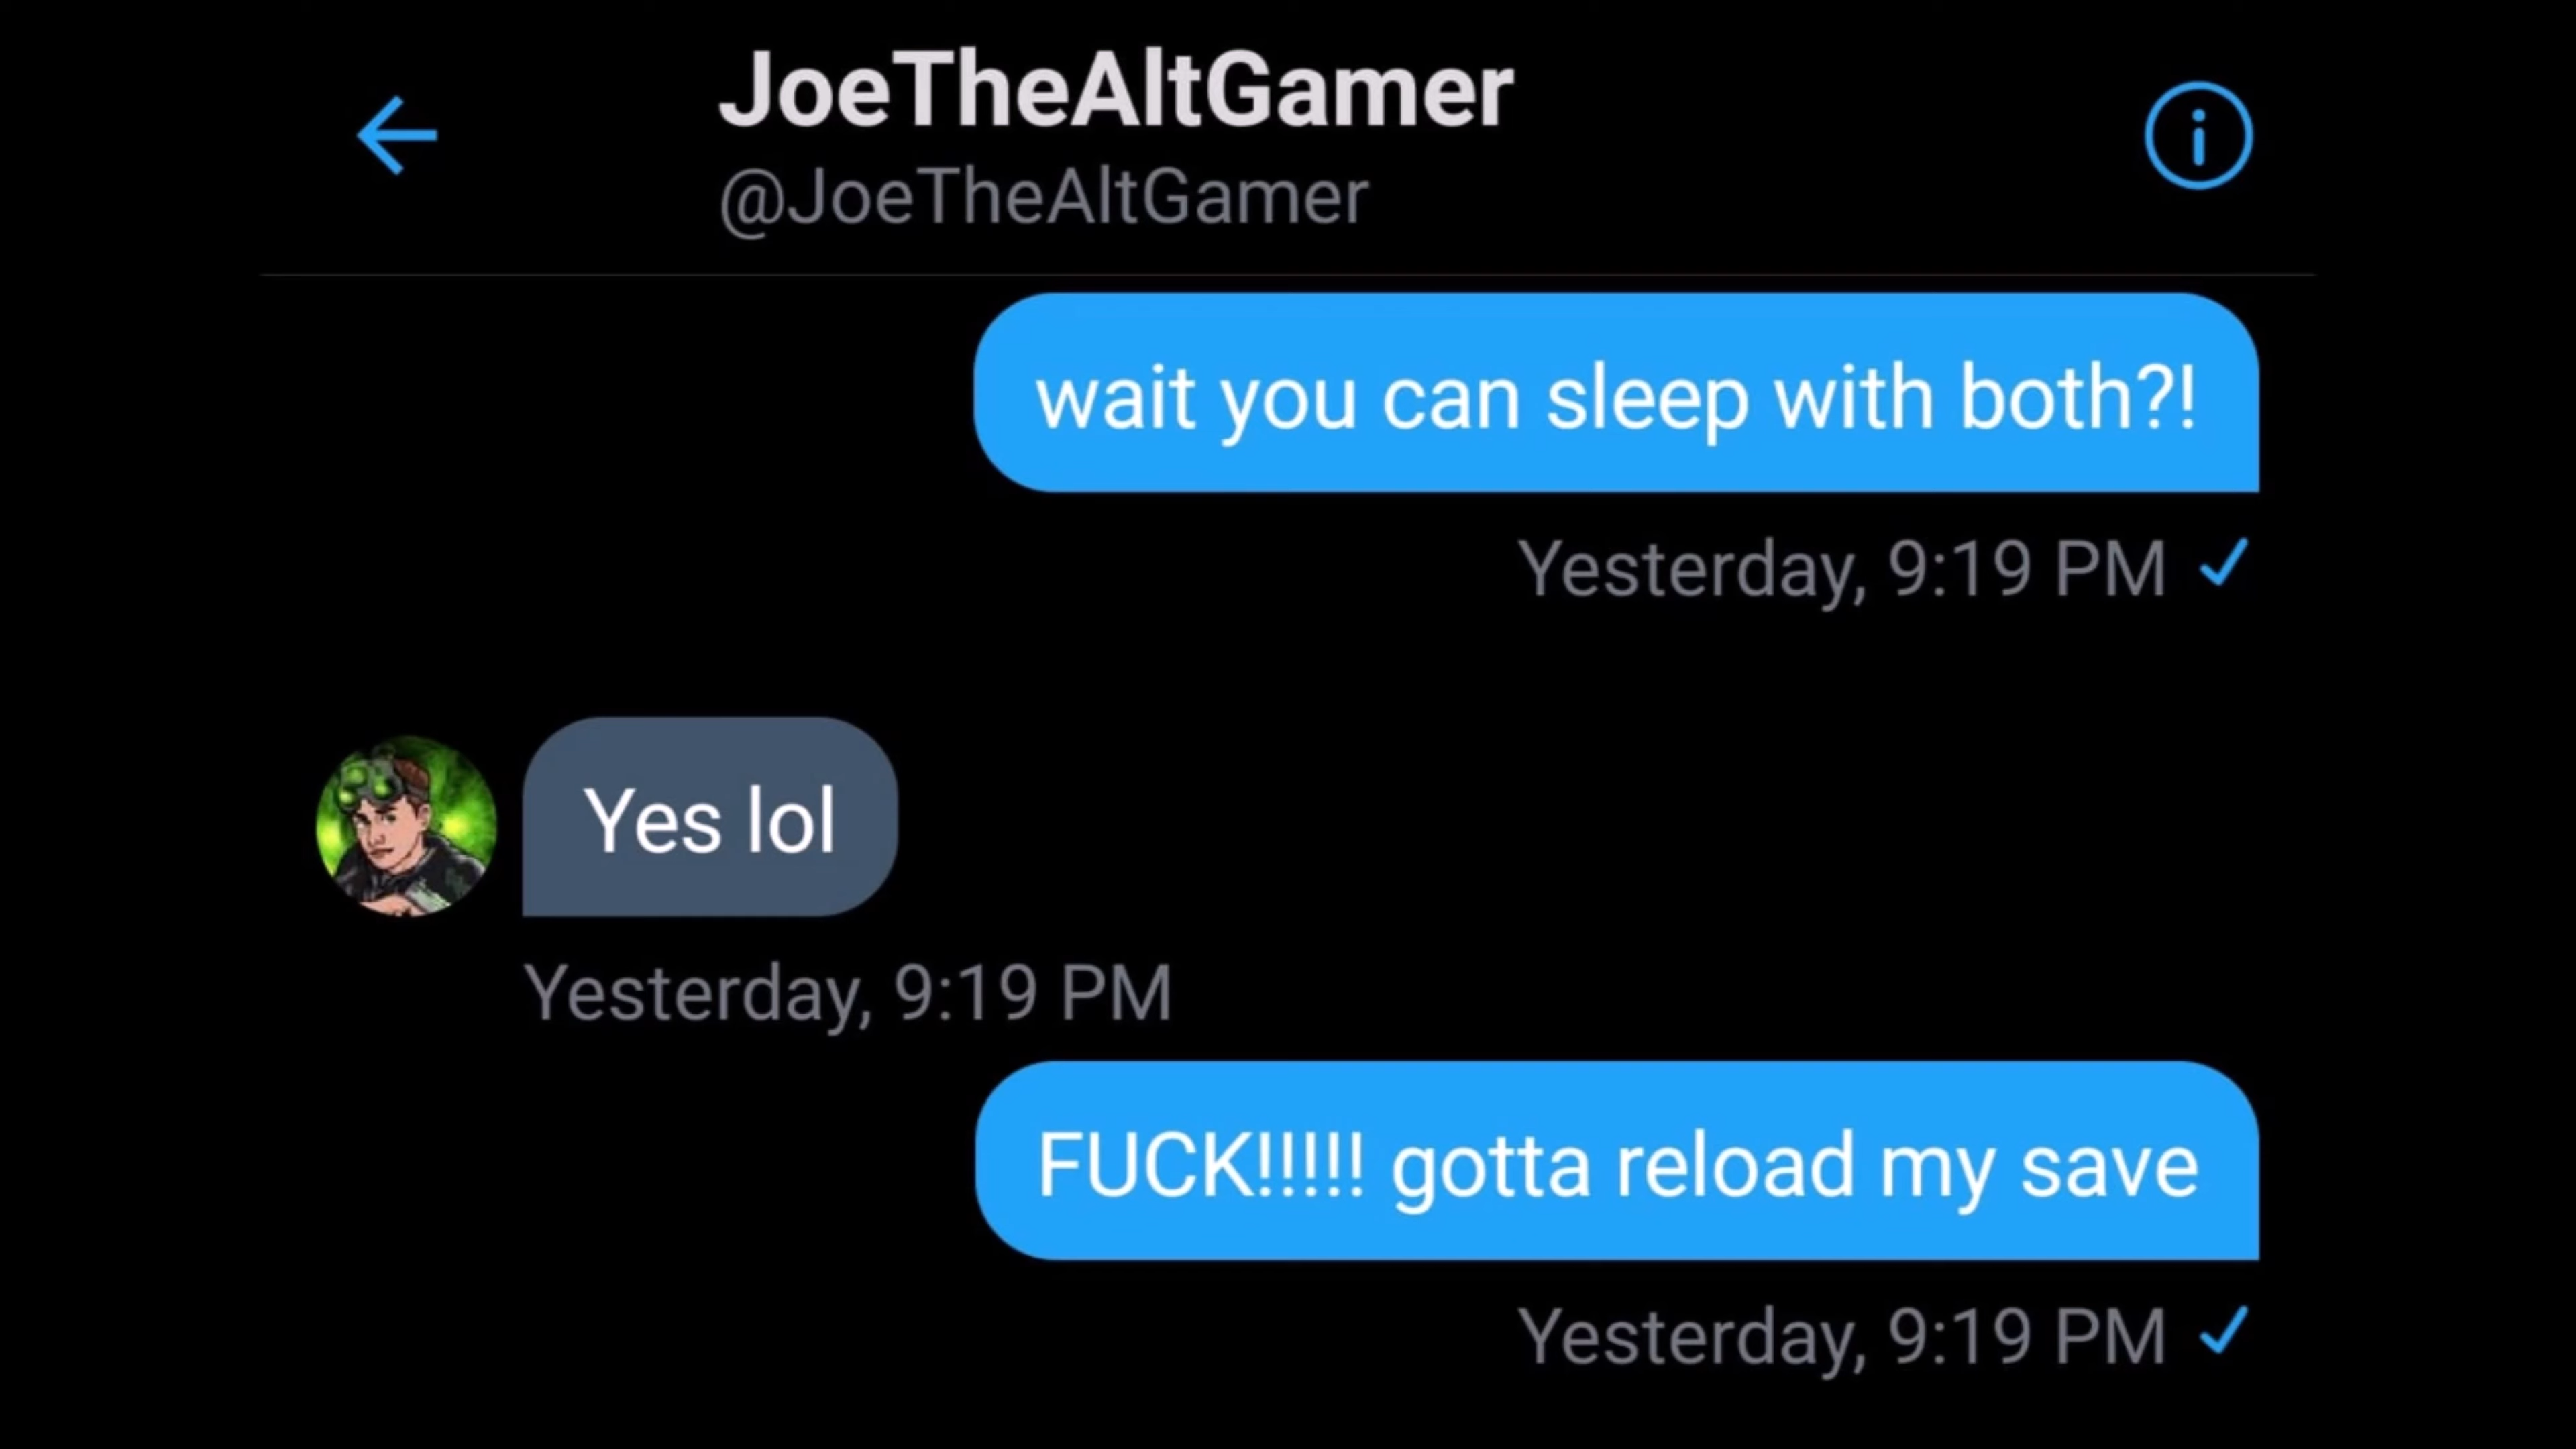 JoeTheAltGamer
@JoeTheAltGamer
wait you can sleep with both?!
Yesterday, 9:19 PM
Yes lol
Yesterday, 9:19 PM
FUCK!!!!! gotta reload my save
Yesterday, 9:19 PM